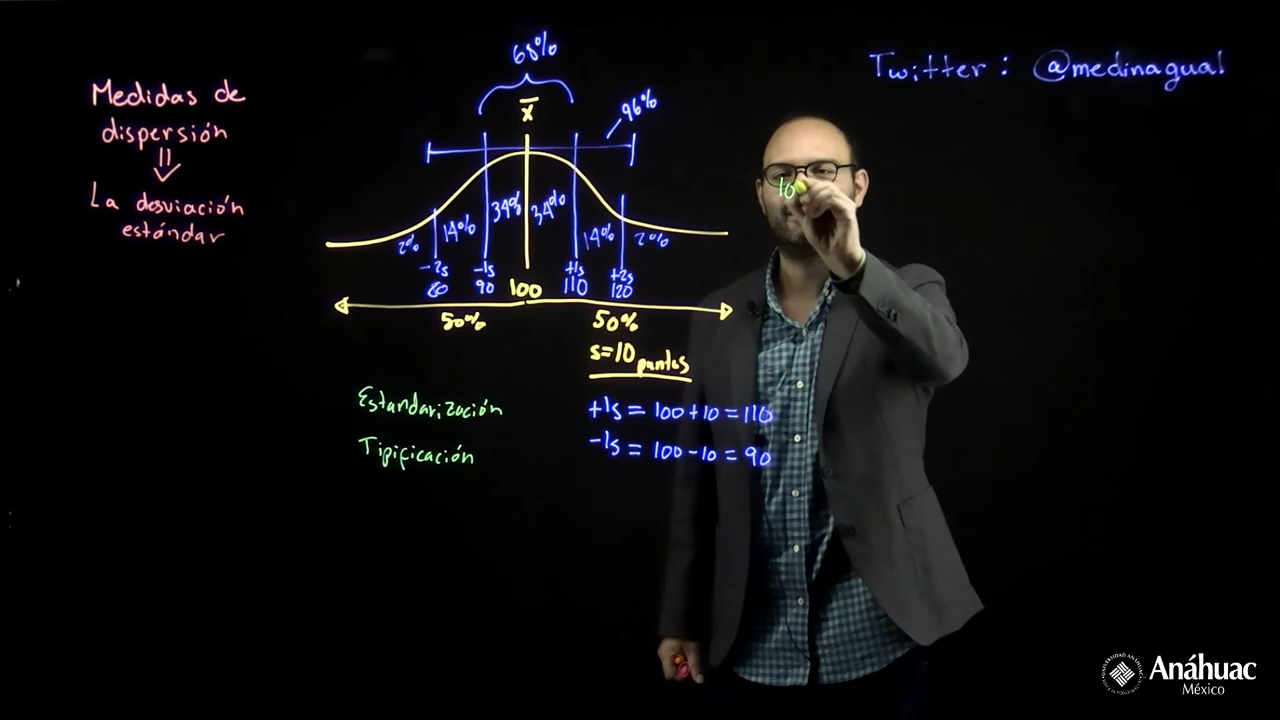 Medidas de
dispersión
La desviación
estándar
68%
x̄
96%
2% 14% 34% 34% 14% 2%
-2s -1s +1s +2s
80 90 100 110 120
50% 50%
s=10 puntos
Estandarización
Tipificación
+1s = 100+10=110
-1s = 100-10=90
Twitter: @medinagual
10
Anáhuac
México